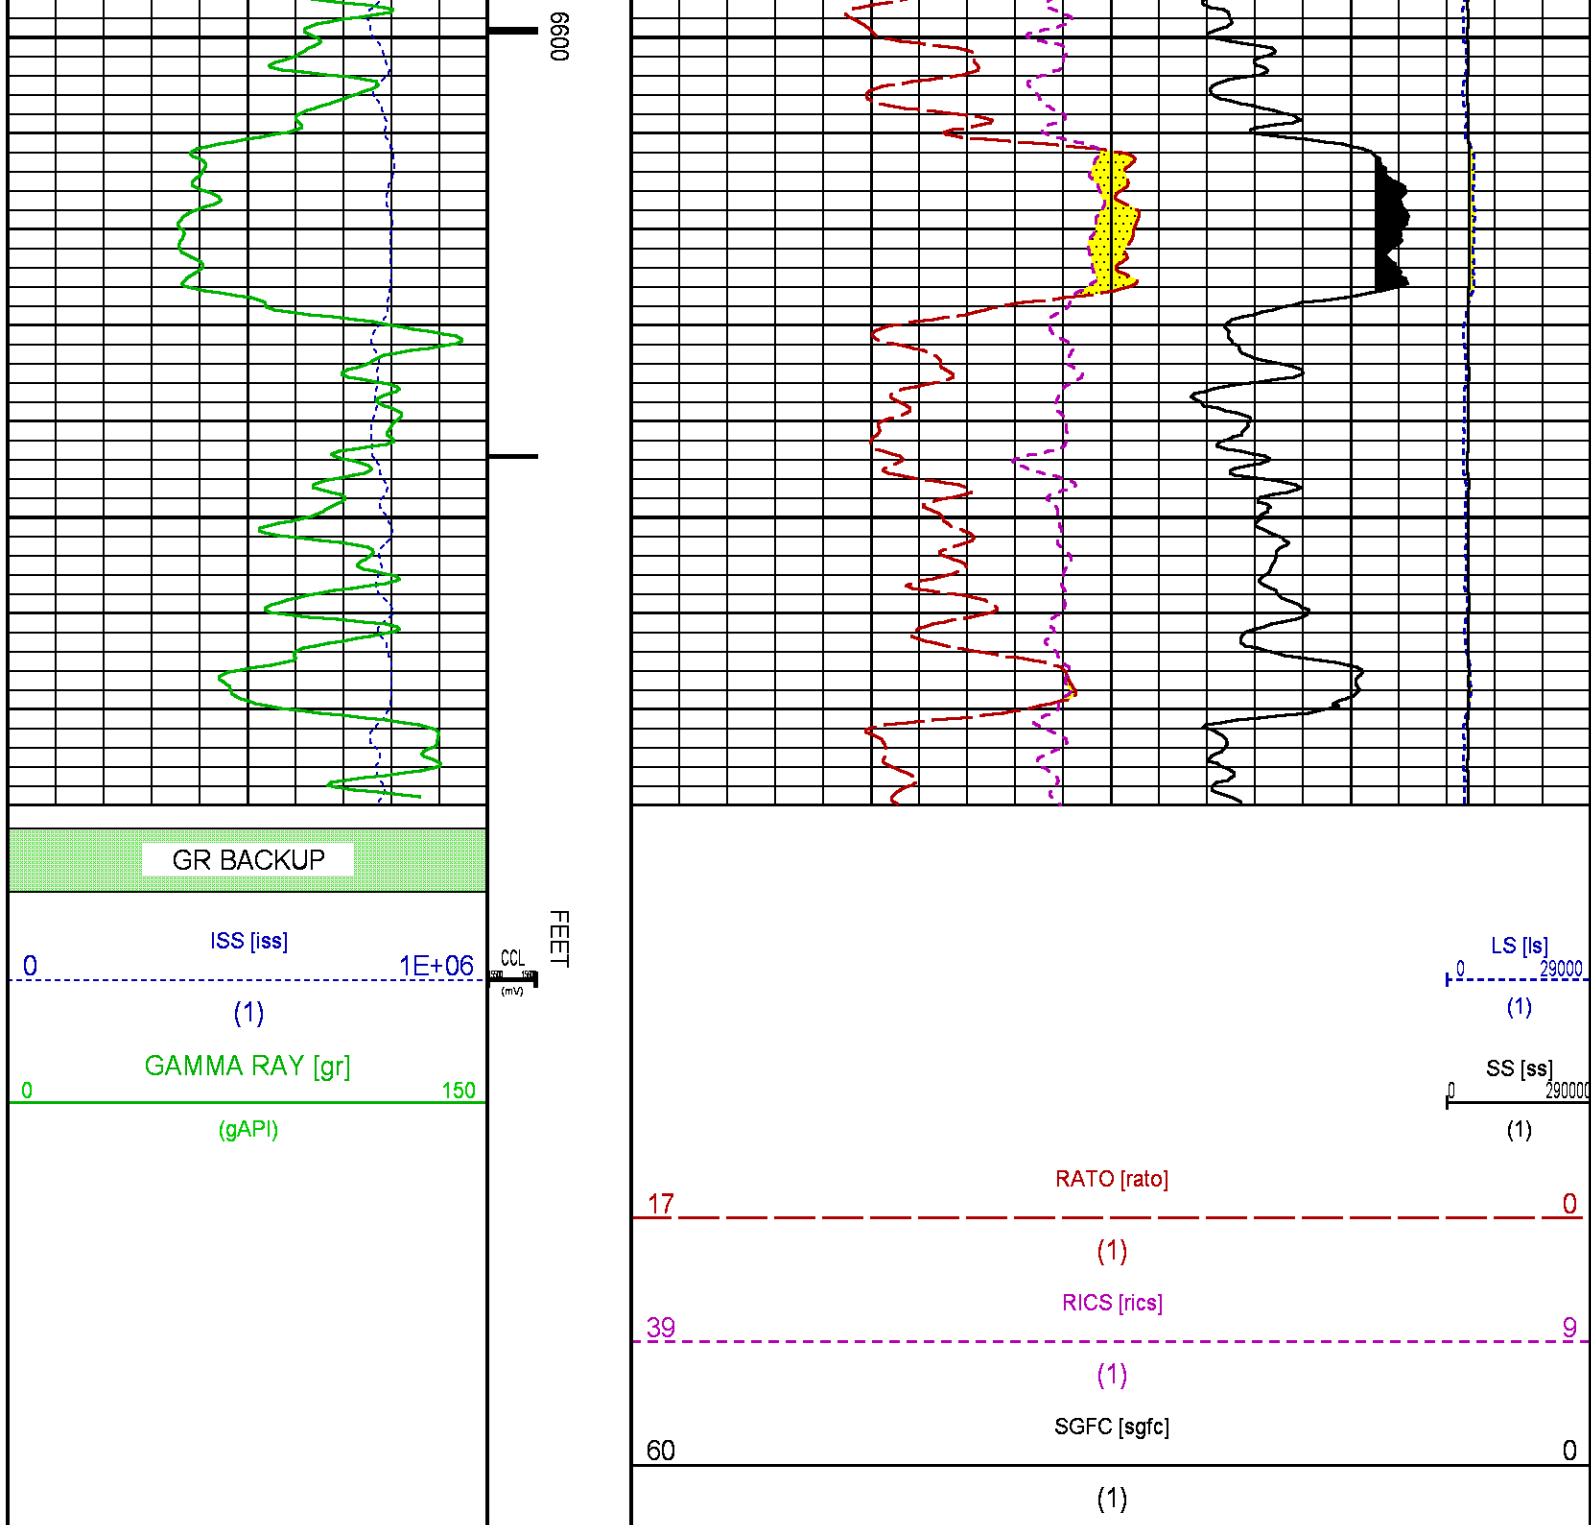 6600
GR BACKUP
ISS [iss]
0 1E+06
(1)
GAMMA RAY [gr]
0 150
(gAPI)
FEET
CCL
(mV)
LS [ls]
0 29000
(1)
SS [ss]
0 290000
(1)
RATO [rato]
17 0
(1)
RICS [rics]
39 9
(1)
SGFC [sgfc]
60 0
(1)